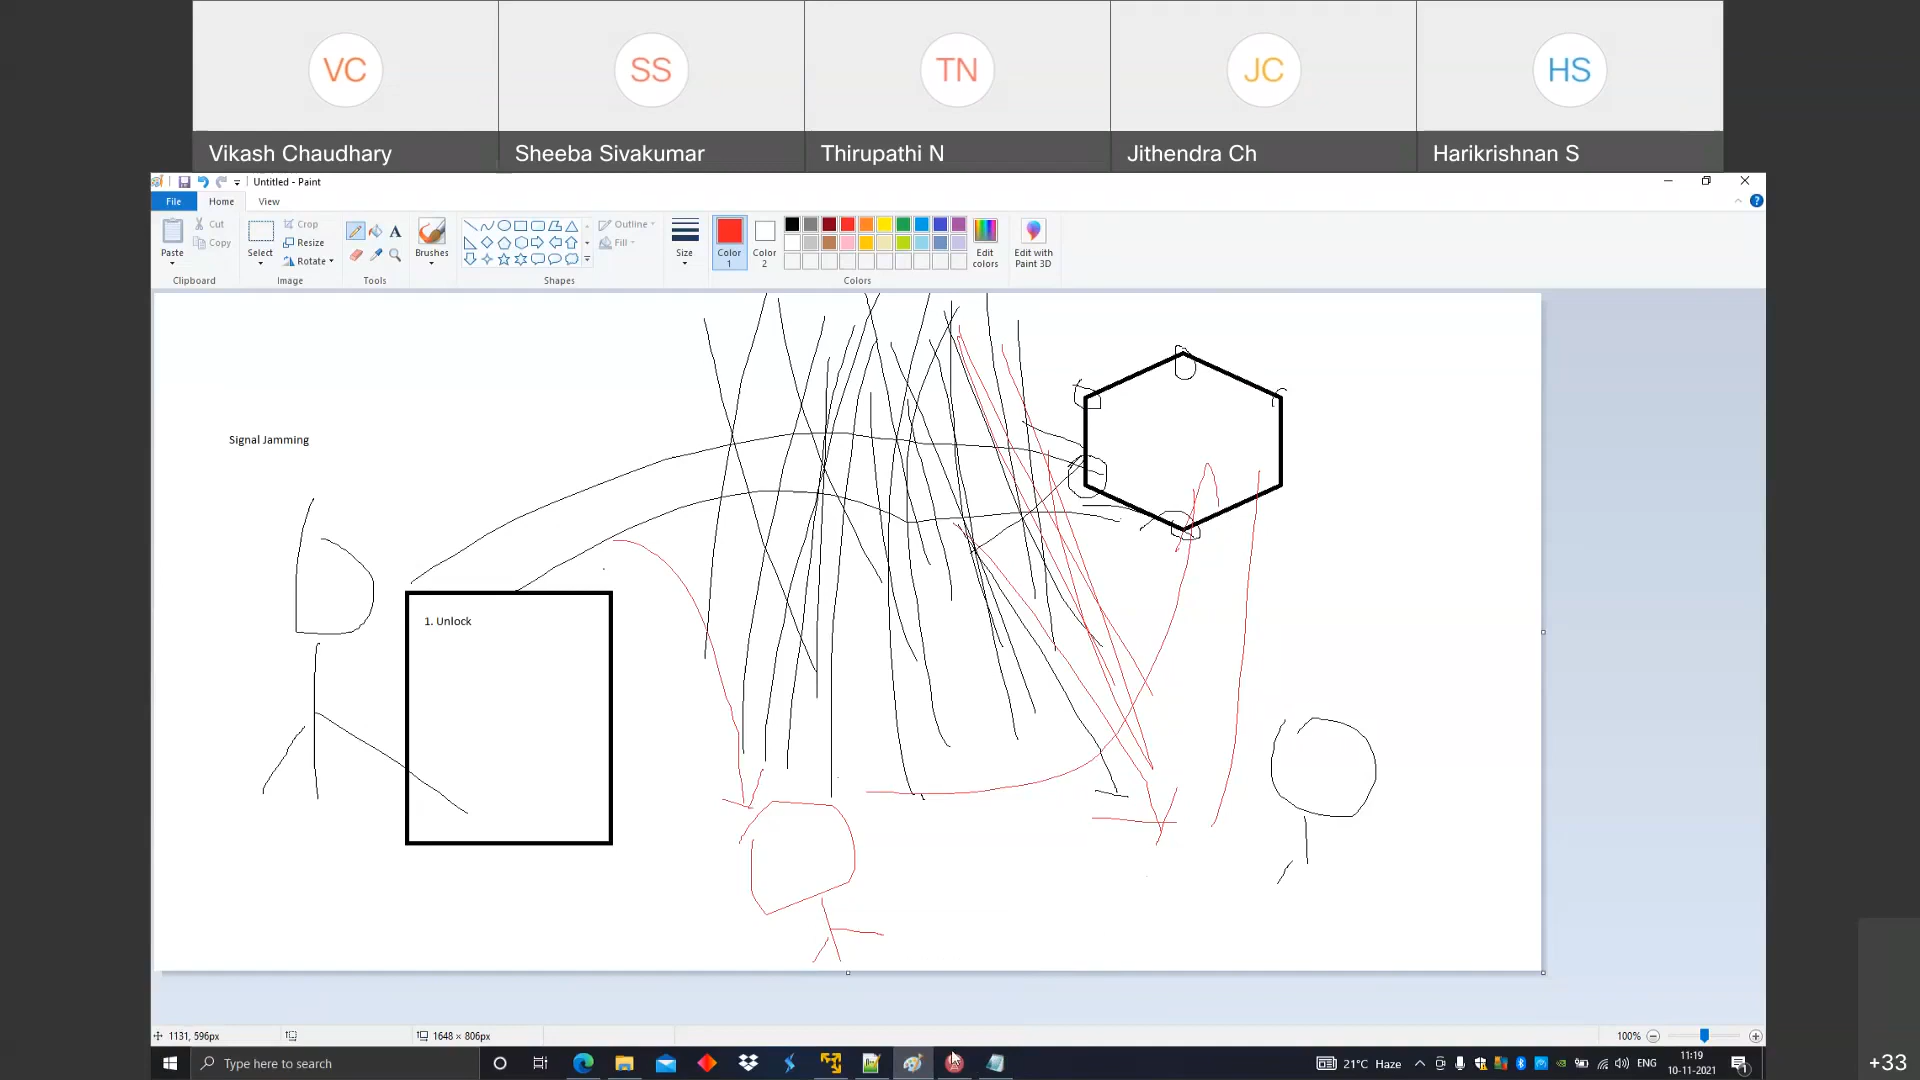 VC
SS
TN
JC
HS
Vikash Chaudhary
Sheeba Sivakumar
Thirupathi N
Jithendra Ch
Harikrishnan S
Untitled - Paint
File
Home
View
Paste
Cut
Copy
Clipboard
Select
Crop
Resize
Rotate
Image
A
Tools
Brushes
Outline
Fill
Shapes
Size
Color 1
Color 2
Edit colors
Colors
Edit with Paint 3D
Signal Jamming
1. Unlock
1131, 596px
1648 × 806px
100%
Type here to search
21°C Haze
ENG
11:19
10-11-2021
+33